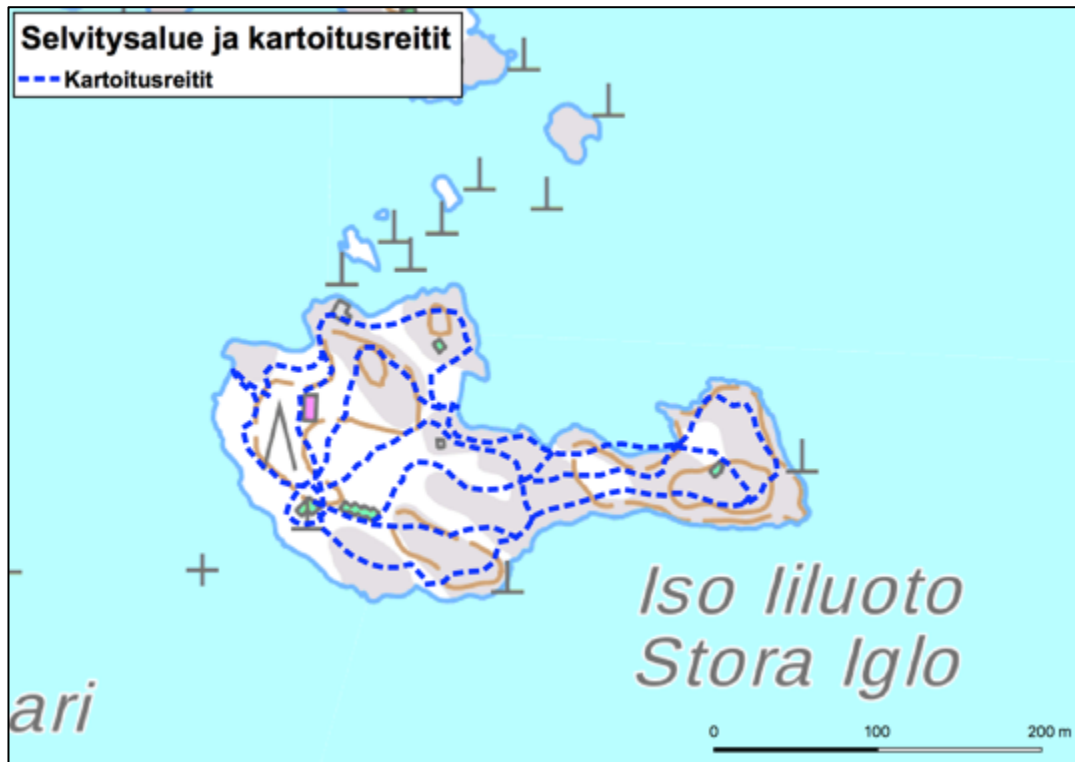 Selvitysalue ja kartoitusreitit
Kartoitusreitit
Iso Iiluoto
Stora Iglo
ari
0 100 200 m